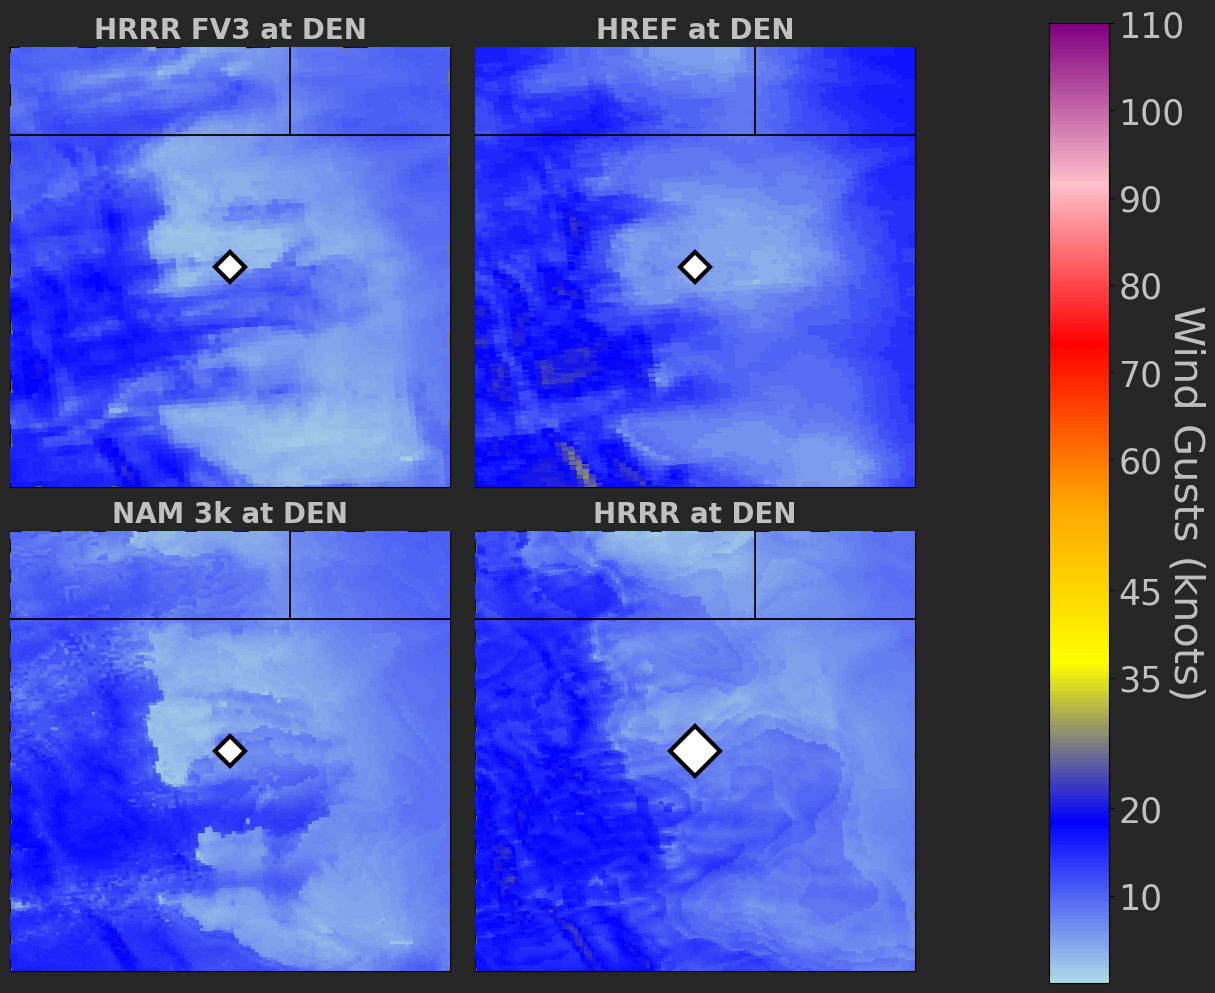 HRRR FV3 at DEN
HREF at DEN
NAM 3k at DEN
HRRR at DEN
110
100
90
80
70
60
45
35
20
10
Wind Gusts (knots)